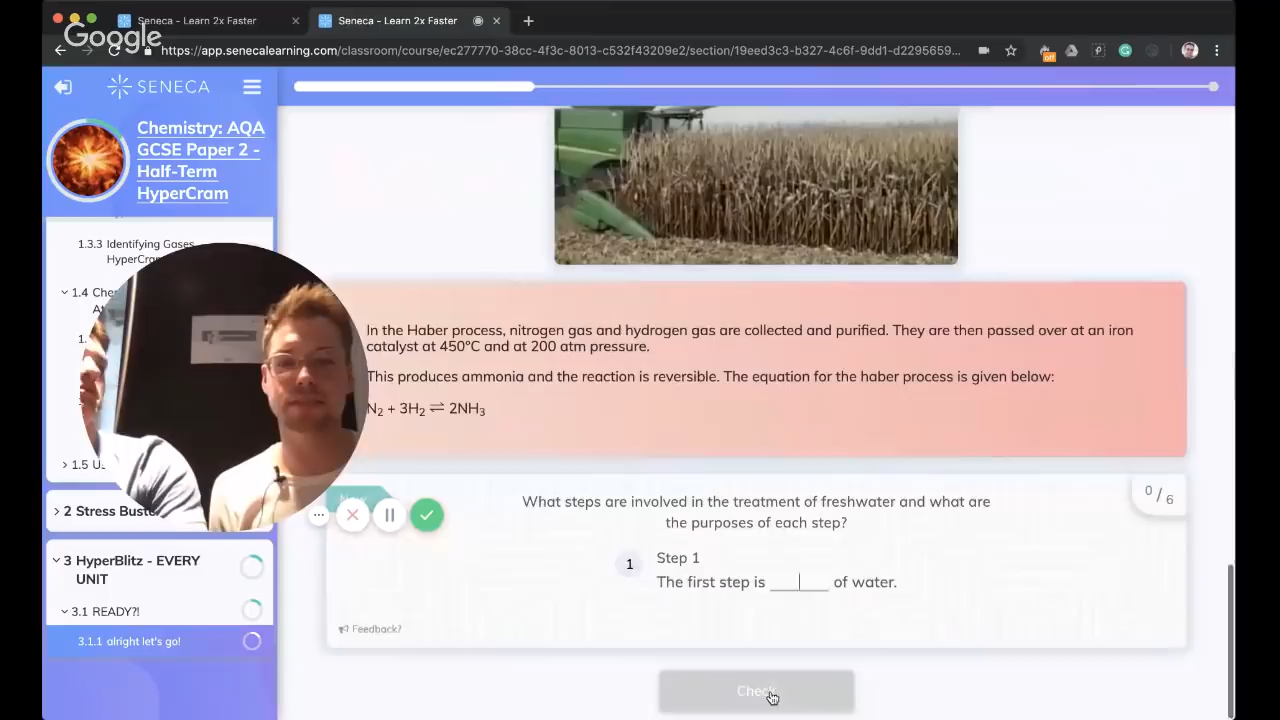 Seneca - Learn 2x Faster
Seneca - Learn 2x Faster
Google
https://app.senecalearning.com/classroom/course/ec277770-38cc-4f3c-8013-c532f43209e2/section/19eed3c3-b327-4c6f-9dd1-d2295659...
off
SENECA
Chemistry: AQA
GCSE Paper 2 -
Half-Term
HyperCram
1.3.3 Identifying Gases
1.4
1.5
2 Stress
3 HyperBlitz - EVERY
UNIT
3.1 READY?!
3.1.1 alright let's go!
In the Haber process, nitrogen gas and hydrogen gas are collected and purified. They are then passed over at an iron
catalyst at 450°C and at 200 atm pressure.
This produces ammonia and the reaction is reversible. The equation for the haber process is given below:
N₂ + 3H₂ ⇌ 2NH₃
0 / 6
What steps are involved in the treatment of freshwater and what are
the purposes of each step?
1
Step 1
The first step is ______ of water.
Feedback?
Check